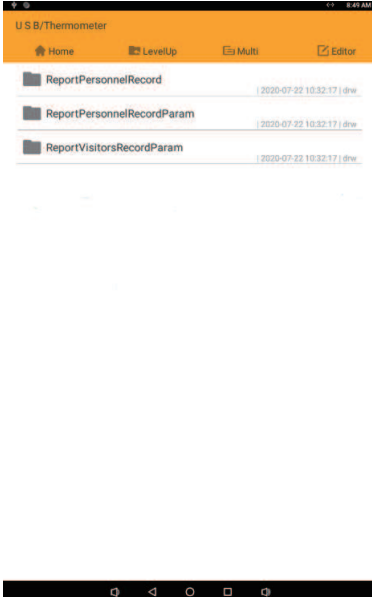 8:49 AM
U S B/Thermometer
Home LevelUp Multi Editor
ReportPersonnelRecord
| 2020-07-22 10:32:17 | drw
ReportPersonnelRecordParam
| 2020-07-22 10:32:17 | drw
ReportVisitorsRecordParam
| 2020-07-22 10:32:17 | drw